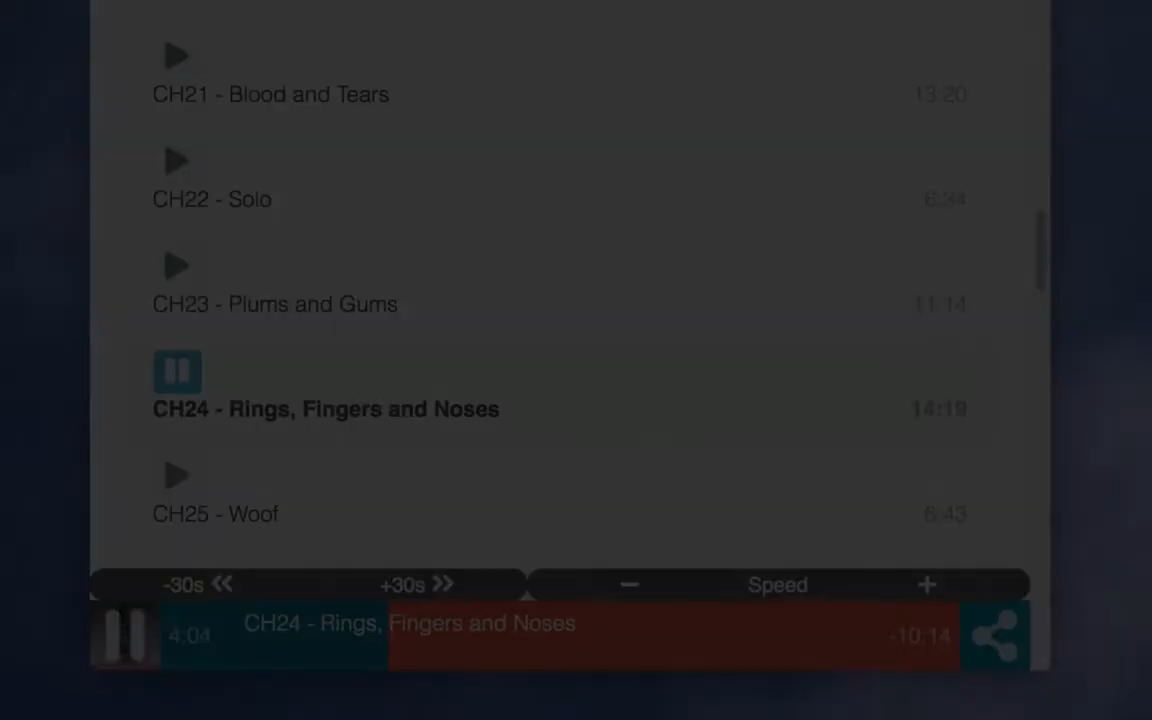 CH21 - Blood and Tears 13:20
CH22 - Solo 6:34
CH23 - Plums and Gums 11:14
CH24 - Rings, Fingers and Noses 14:19
CH25 - Woof 6:43
-30s +30s − Speed +
4:04 CH24 - Rings, Fingers and Noses -10:14